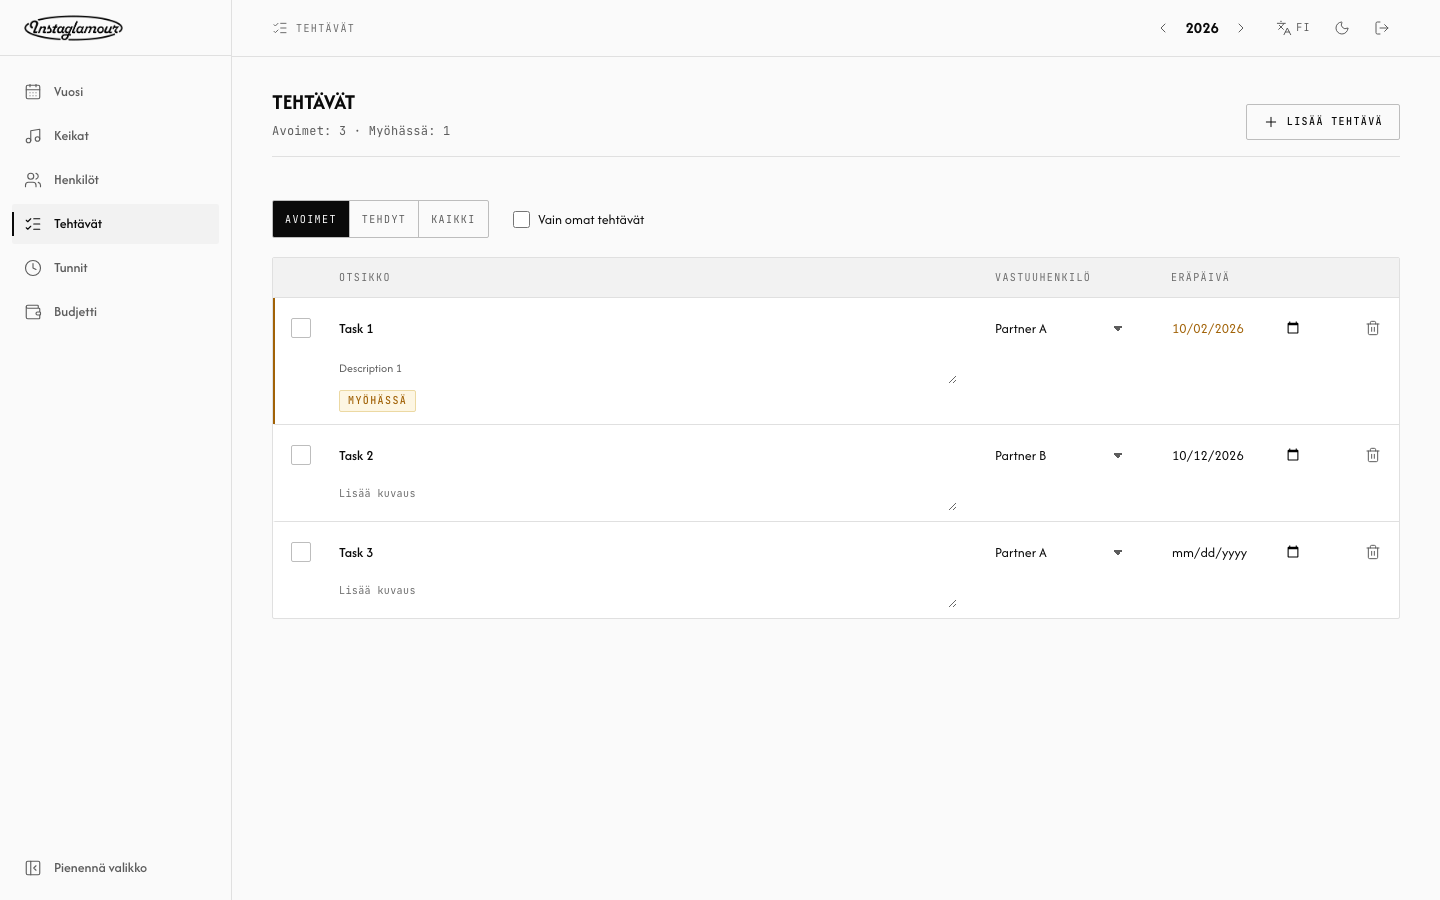 Instaglamour
TEHTÄVÄT
2026
FI
Vuosi
Keikat
Henkilöt
Tehtävät
Tunnit
Budjetti
Pienennä valikko
TEHTÄVÄT
Avoimet: 3 · Myöhässä: 1
LISÄÄ TEHTÄVÄ
AVOIMET TEHDYT KAIKKI Vain omat tehtävät
OTSIKKO VASTUUHENKILÖ ERÄPÄIVÄ
Task 1 Partner A 10/02/2026
Description 1
MYÖHÄSSÄ
Task 2 Partner B 10/12/2026
Lisää kuvaus
Task 3 Partner A mm/dd/yyyy
Lisää kuvaus